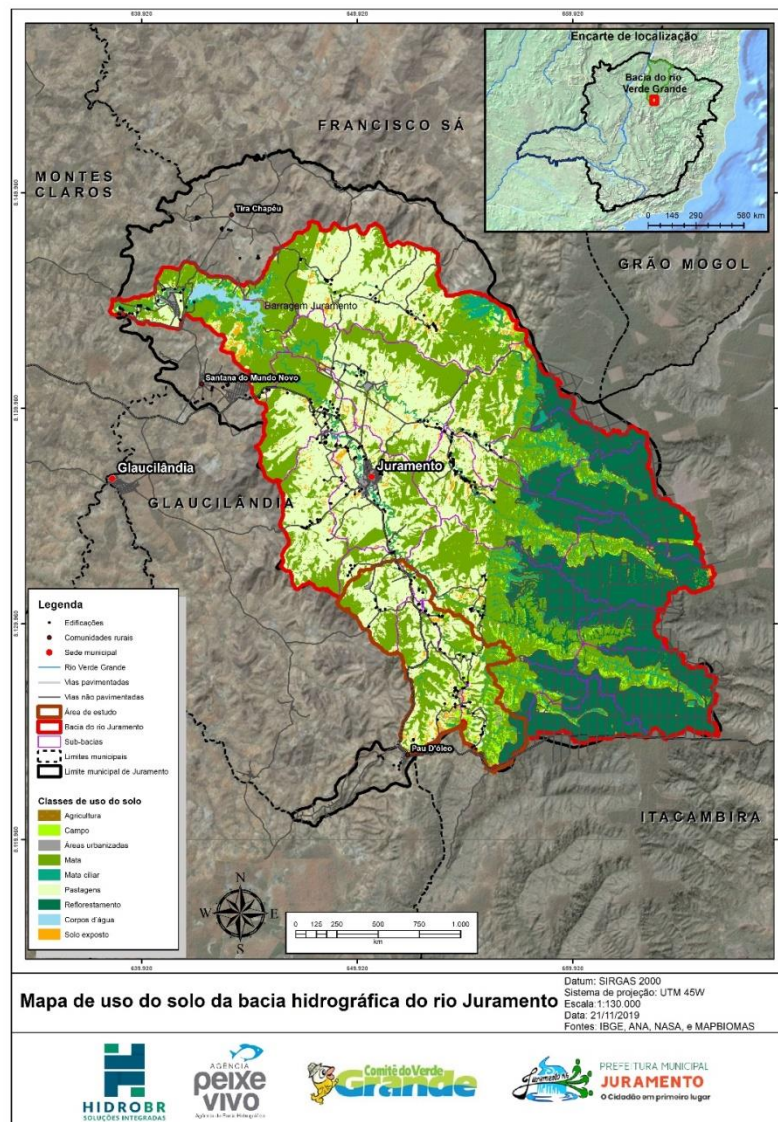 638.920
649.920
659.920
Encarte de localização
Bacia do rio
Verde Grande
0 145 290 580 km
FRANCISCO SÁ
MONTES
CLAROS
Tira Chapéu
GRÃO MOGOL
Barragem Juramento
Santana do Mundo Novo
Glaucilândia
Juramento
GLAUCILÂNDIA
Pau D'óleo
ITACAMBIRA
Legenda
Edificações
Comunidades rurais
Sede municipal
Rio Verde Grande
Vias pavimentadas
Vias não pavimentadas
Área de estudo
Bacia do rio Juramento
Sub-bacias
Limites municipais
Limite municipal de Juramento
Classes de uso do solo
Agricultura
Campo
Áreas urbanizadas
Mata
Mata ciliar
Pastagens
Reflorestamento
Corpos d'água
Solo exposto
N
W E
S
0 125 250 500 750 1.000
km
Mapa de uso do solo da bacia hidrográfica do rio Juramento
Datum: SIRGAS 2000
Sistema de projeção: UTM 45W
Escala:1:130.000
Data: 21/11/2019
Fontes: IBGE, ANA, NASA, e MAPBIOMAS
HIDROBR
SOLUÇÕES INTEGRADAS
AGÊNCIA
peixe
vivo
Comitê do Verde
Grande
PREFEITURA MUNICIPAL
JURAMENTO
O Cidadão em primeiro lugar